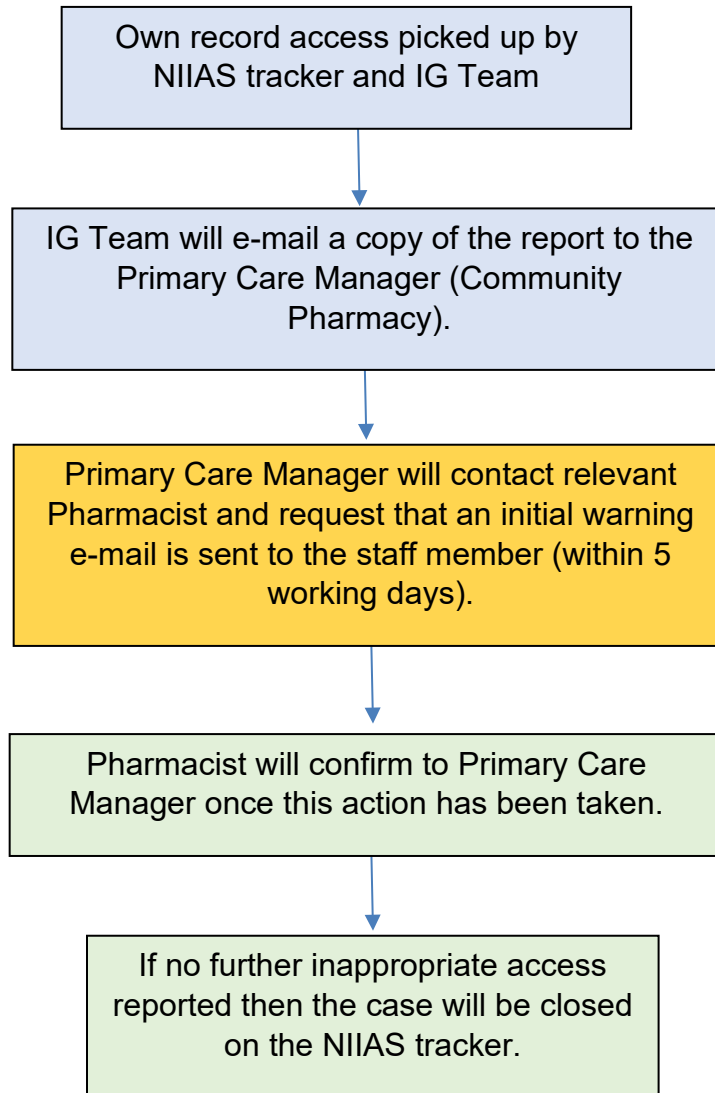 Own record access picked up by
NIIAS tracker and IG Team
IG Team will e-mail a copy of the report to the
Primary Care Manager (Community
Pharmacy).
Primary Care Manager will contact relevant
Pharmacist and request that an initial warning
e-mail is sent to the staff member (within 5
working days).
Pharmacist will confirm to Primary Care
Manager once this action has been taken.
If no further inappropriate access
reported then the case will be closed
on the NIIAS tracker.